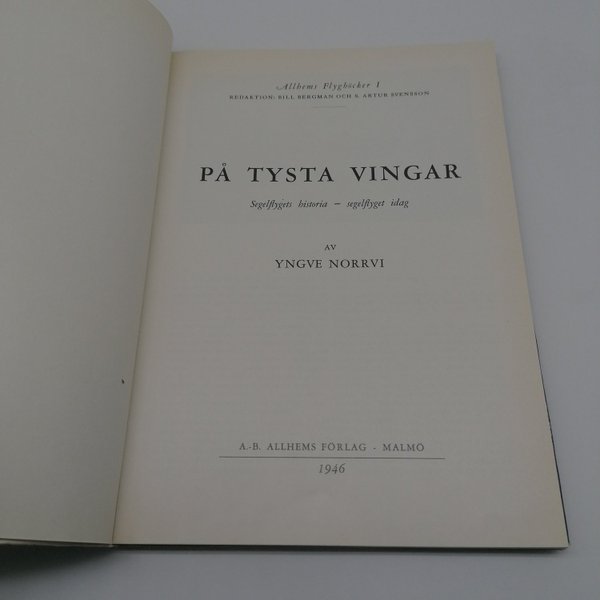 Allhems Flygböcker I
REDAKTION: BILL BERGMAN OCH S. ARTUR SVENSSON
PÅ TYSTA VINGAR
Segelflygets historia – segelflyget idag
AV
YNGVE NORRVI
A.-B. ALLHEMS FÖRLAG · MALMÖ
1946